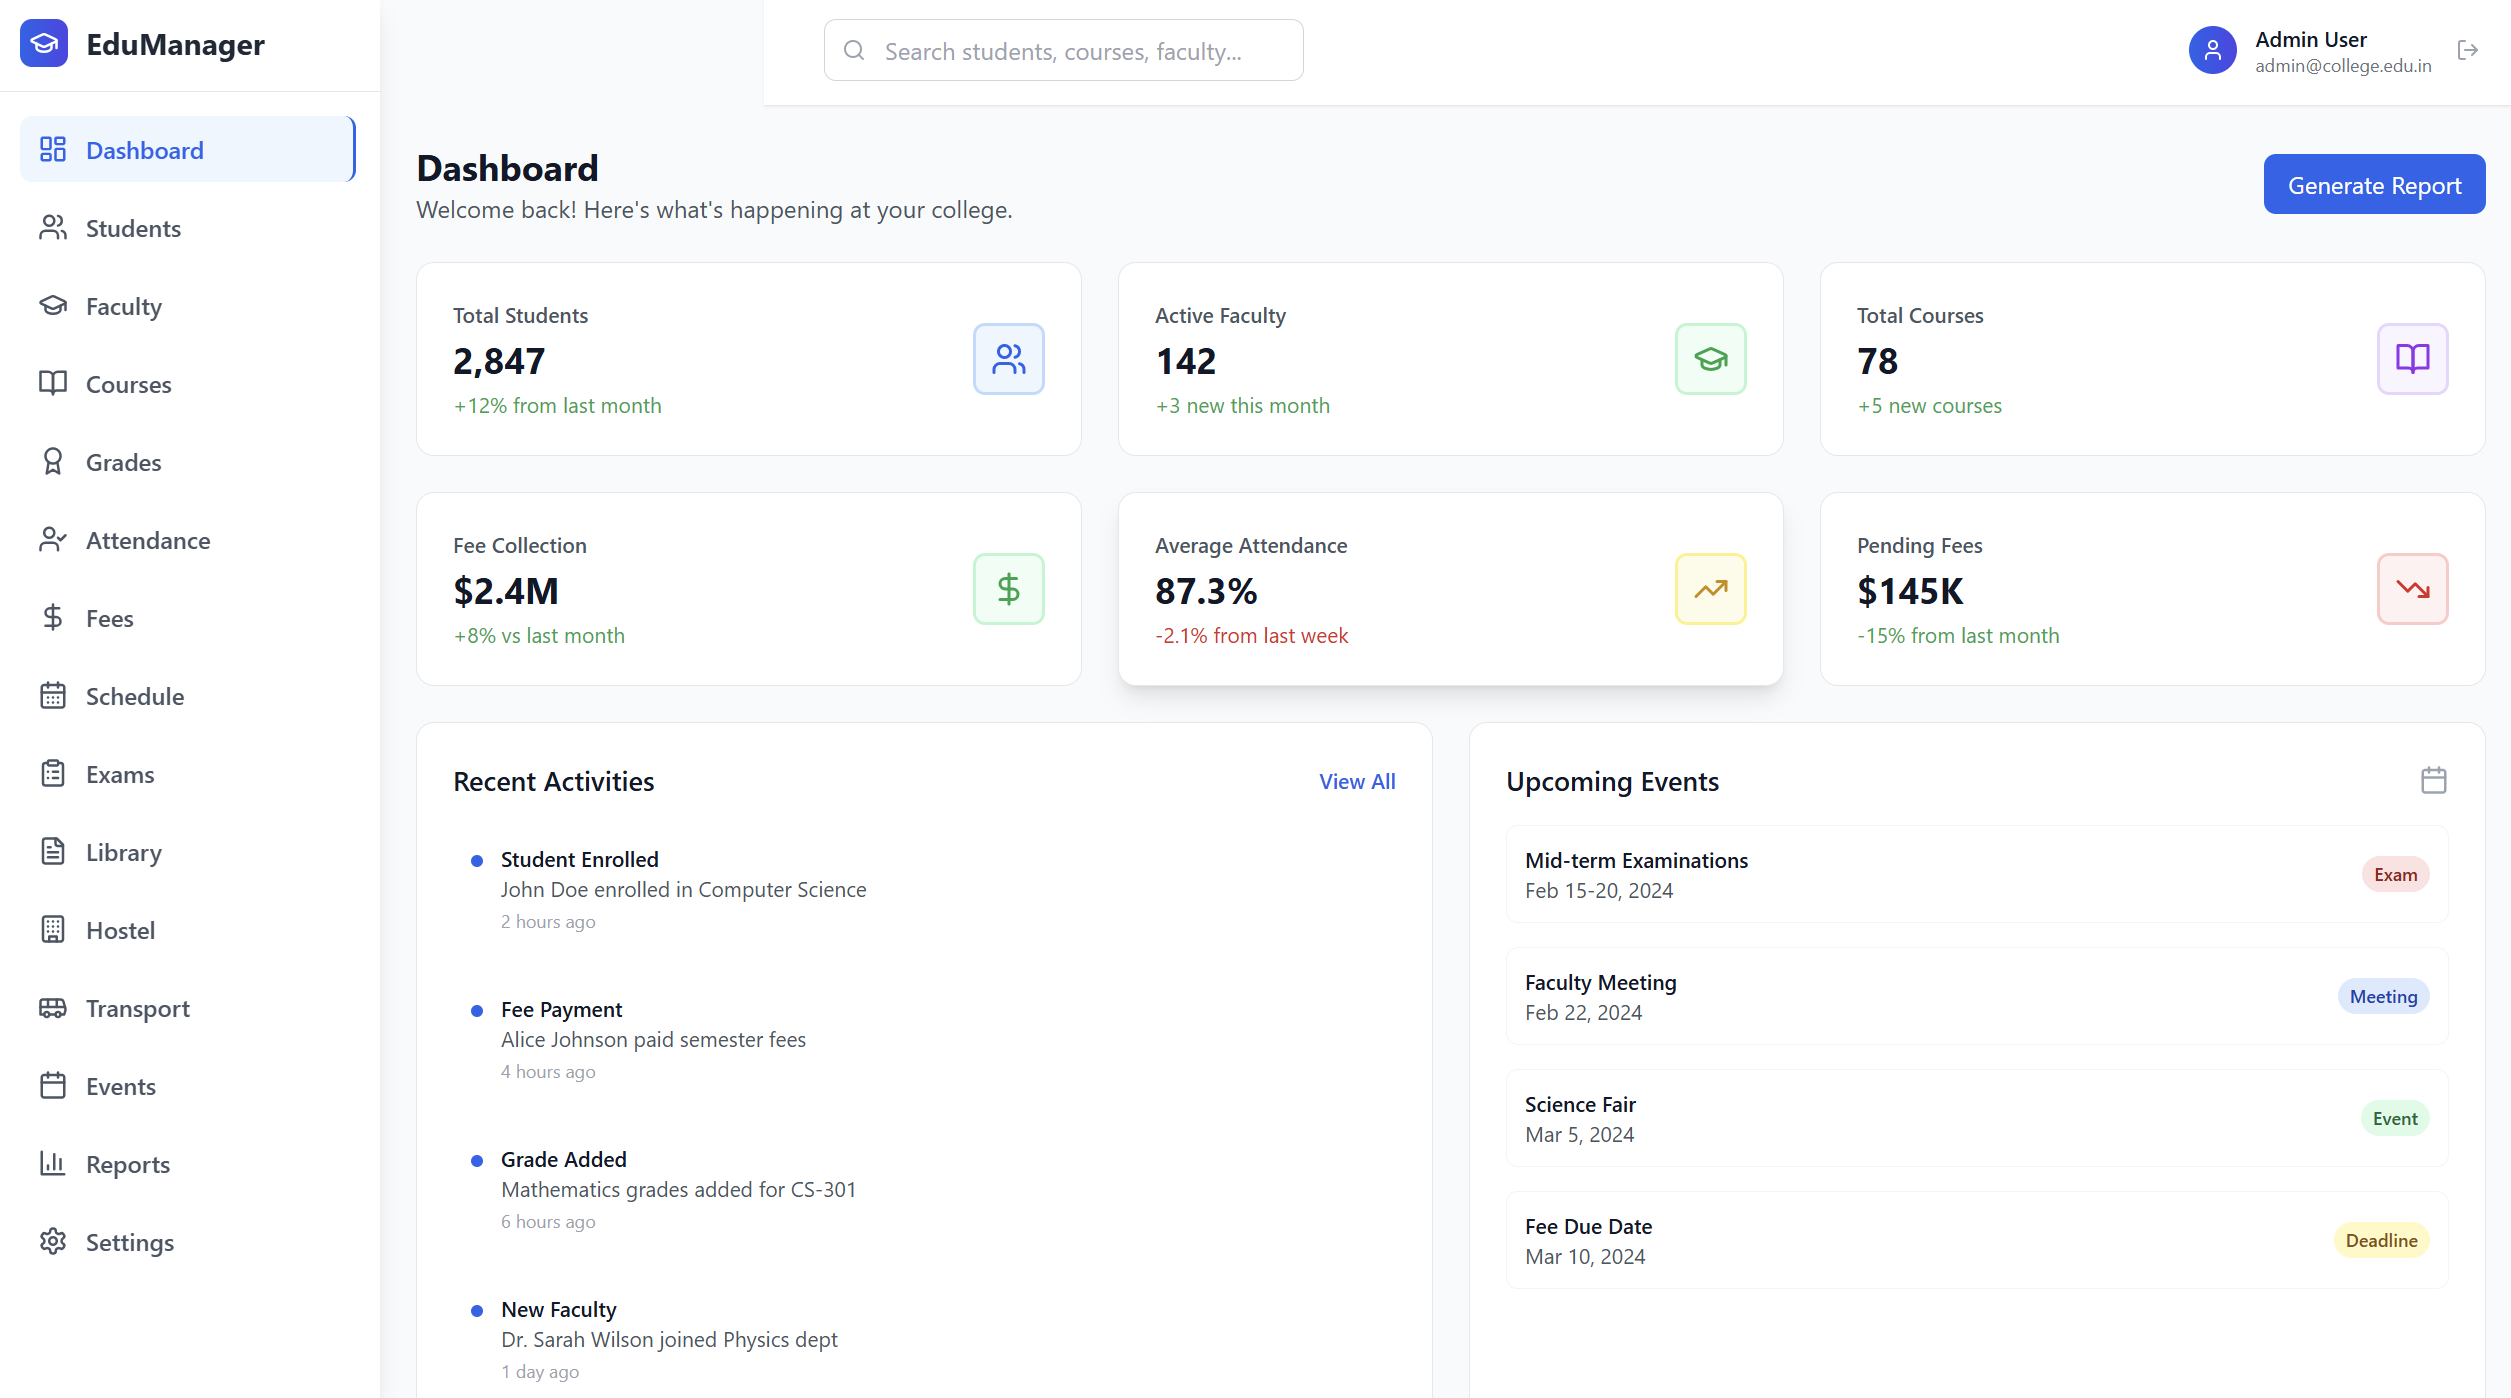 EduManager
Search students, courses, faculty...
Admin User
admin@college.edu.in
Dashboard
Students
Faculty
Courses
Grades
Attendance
Fees
Schedule
Exams
Library
Hostel
Transport
Events
Reports
Settings
Dashboard
Welcome back! Here's what's happening at your college.
Generate Report
Total Students
2,847
+12% from last month
Active Faculty
142
+3 new this month
Total Courses
78
+5 new courses
Fee Collection
$2.4M
+8% vs last month
Average Attendance
87.3%
-2.1% from last week
Pending Fees
$145K
-15% from last month
Recent Activities
View All
Student Enrolled
John Doe enrolled in Computer Science
2 hours ago
Fee Payment
Alice Johnson paid semester fees
4 hours ago
Grade Added
Mathematics grades added for CS-301
6 hours ago
New Faculty
Dr. Sarah Wilson joined Physics dept
1 day ago
Upcoming Events
Mid-term Examinations
Feb 15-20, 2024
Exam
Faculty Meeting
Feb 22, 2024
Meeting
Science Fair
Mar 5, 2024
Event
Fee Due Date
Mar 10, 2024
Deadline